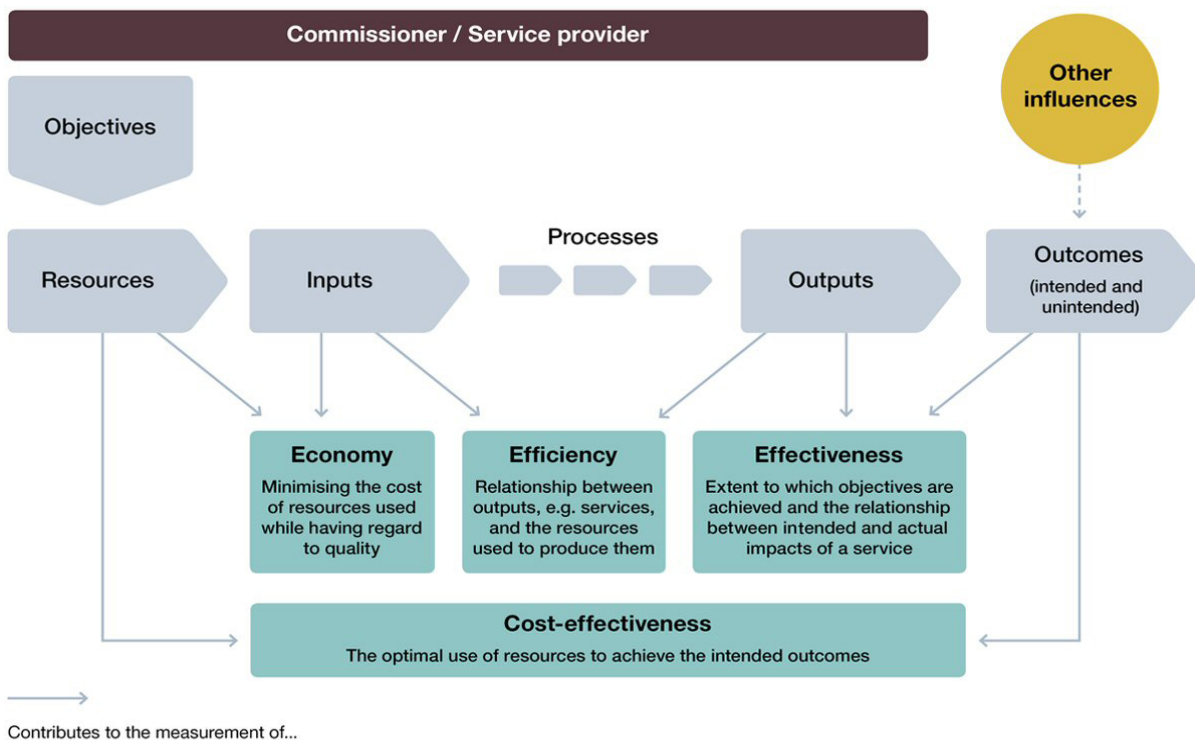 Commissioner / Service provider
Other
influences
Objectives
Resources
Inputs
Processes
Outputs
Outcomes
(intended and
unintended)
Economy
Minimising the cost
of resources used
while having regard
to quality
Efficiency
Relationship between
outputs, e.g. services,
and the resources
used to produce them
Effectiveness
Extent to which objectives are
achieved and the relationship
between intended and actual
impacts of a service
Cost-effectiveness
The optimal use of resources to achieve the intended outcomes
Contributes to the measurement of...